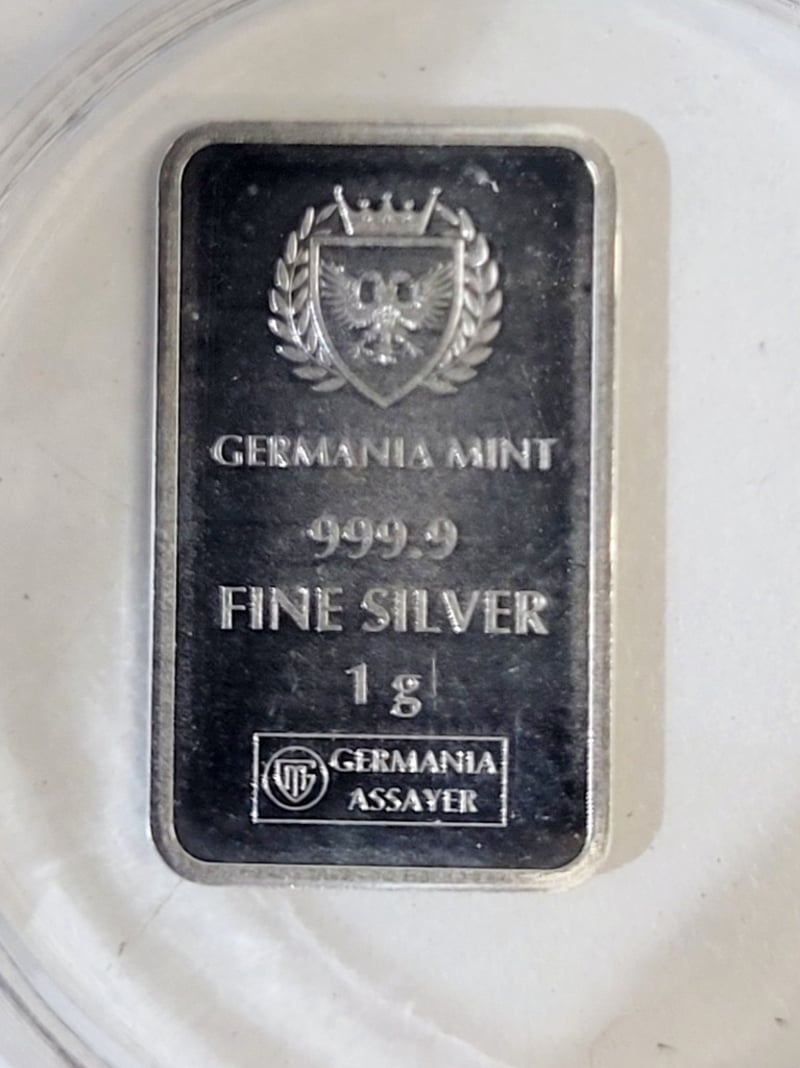 GERMANIA MINT
999.9
FINE SILVER
1 g
GERMANIA
ASSAYER